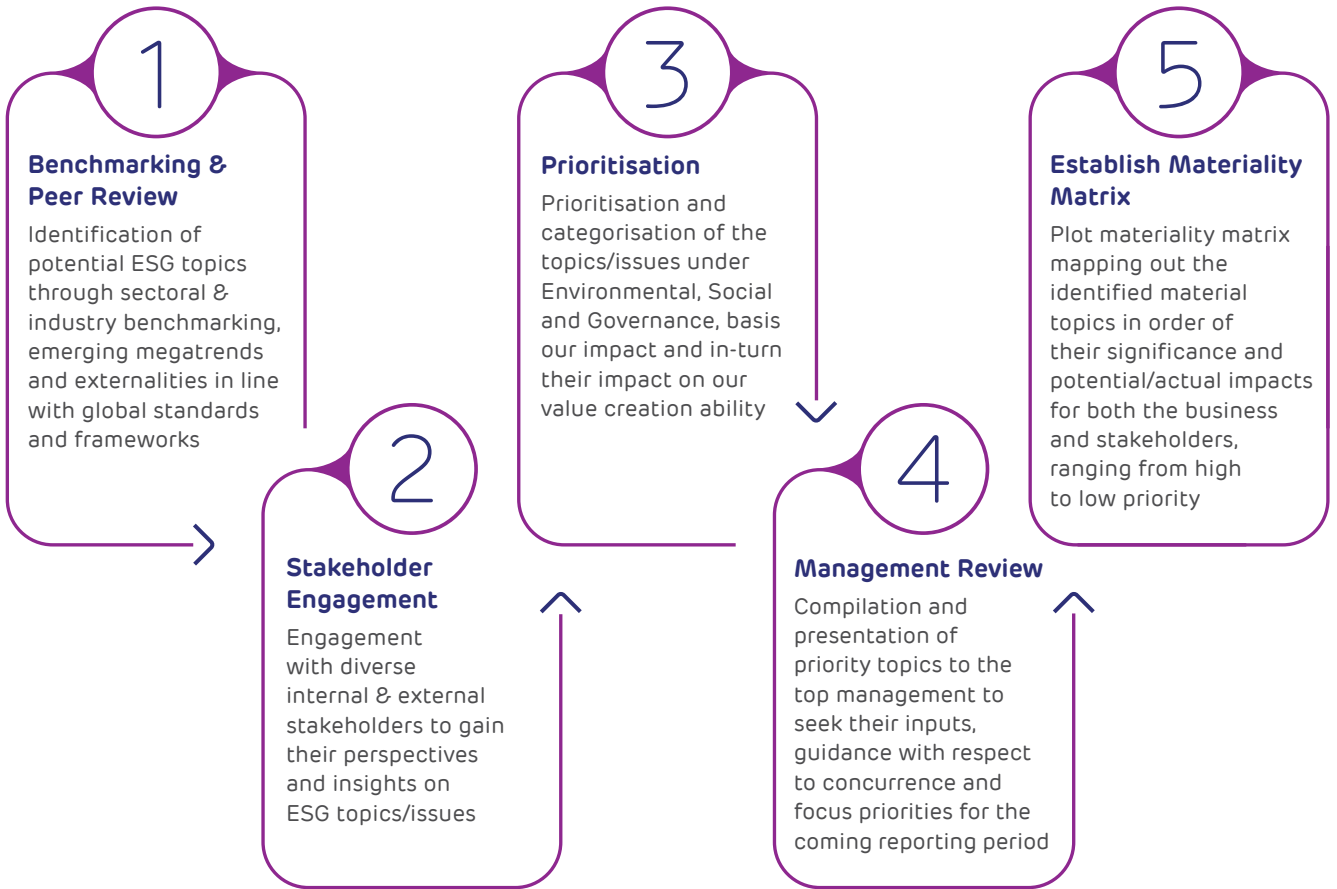 1
Benchmarking &
Peer Review
Identification of
potential ESG topics
through sectoral &
industry benchmarking,
emerging megatrends
and externalities in line
with global standards
and frameworks
2
Stakeholder
Engagement
Engagement
with diverse
internal & external
stakeholders to gain
their perspectives
and insights on
ESG topics/issues
3
Prioritisation
Prioritisation and
categorisation of the
topics/issues under
Environmental, Social
and Governance, basis
our impact and in-turn
their impact on our
value creation ability
4
Management Review
Compilation and
presentation of
priority topics to the
top management to
seek their inputs,
guidance with respect
to concurrence and
focus priorities for the
coming reporting period
5
Establish Materiality
Matrix
Plot materiality matrix
mapping out the
identified material
topics in order of
their significance and
potential/actual impacts
for both the business
and stakeholders,
ranging from high
to low priority